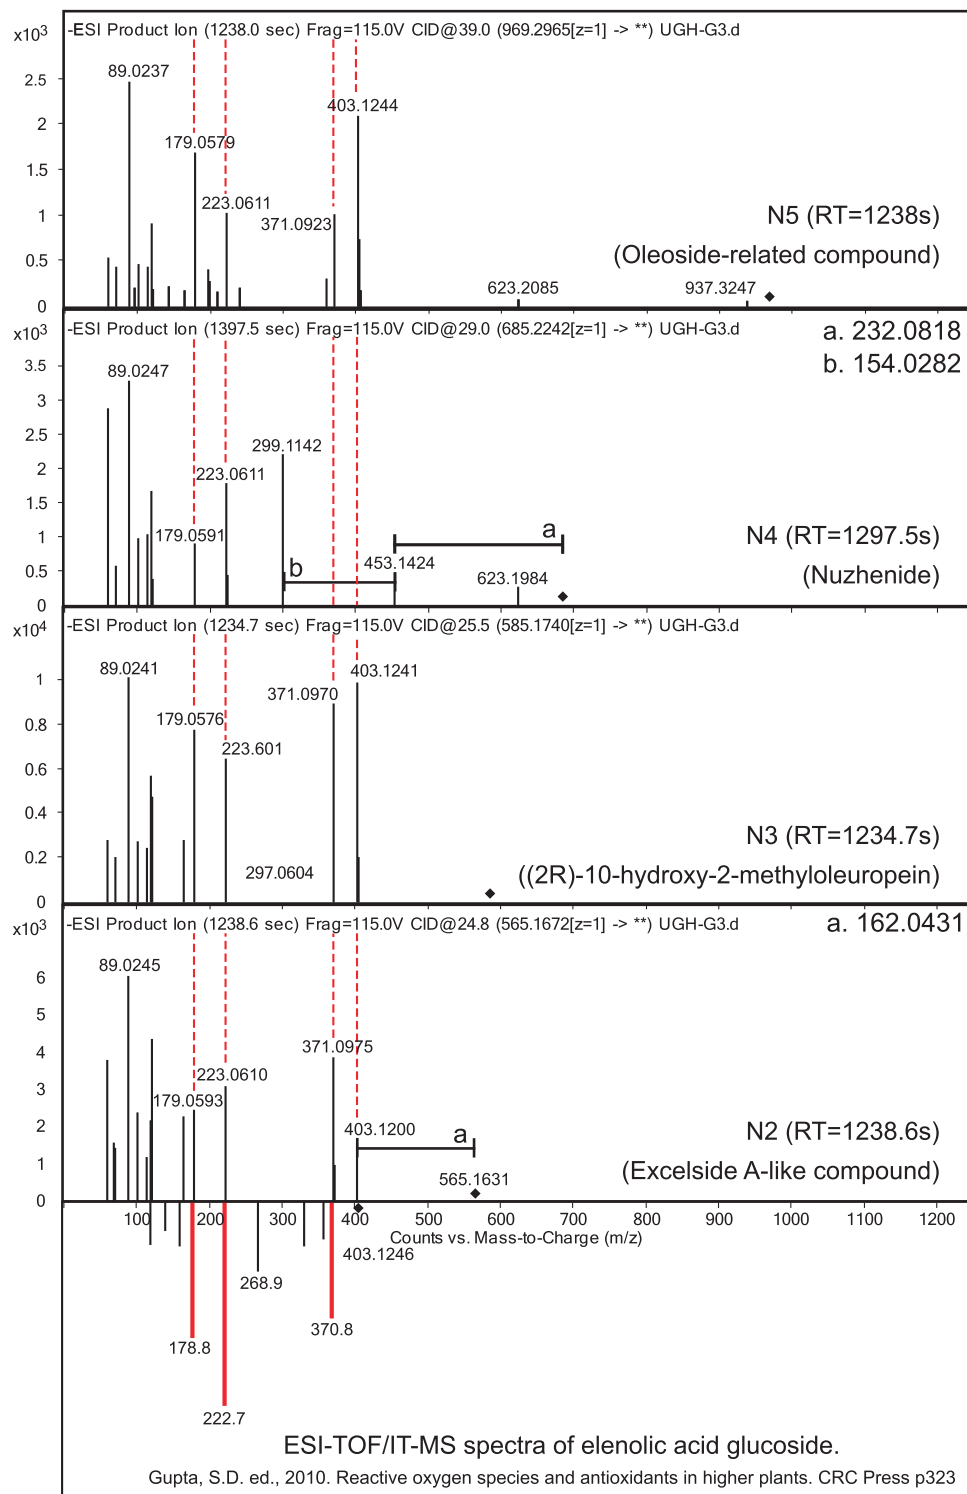 x10³
-ESI Product Ion (1238.0 sec) Frag=115.0V CID@39.0 (969.2965[z=1] -> **) UGH-G3.d
89.0237
2.5
403.1244
2
179.0579
1.5
223.0611
371.0923
N5 (RT=1238s)
1
(Oleoside-related compound)
0.5
623.2085
937.3247
0
x10³
-ESI Product Ion (1397.5 sec) Frag=115.0V CID@29.0 (685.2242[z=1] -> **) UGH-G3.d
a. 232.0818
b. 154.0282
3.5
89.0247
3
2.5
299.1142
2
223.0611
1.5
179.0591
a
N4 (RT=1297.5s)
1
453.1424
b
(Nuzhenide)
0.5
623.1984
0
x10⁴
-ESI Product Ion (1234.7 sec) Frag=115.0V CID@25.5 (585.1740[z=1] -> **) UGH-G3.d
89.0241
403.1241
1
371.0970
179.0576
0.8
223.601
0.6
0.4
N3 (RT=1234.7s)
0.2
297.0604
((2R)-10-hydroxy-2-methyloleuropein)
0
x10³
-ESI Product Ion (1238.6 sec) Frag=115.0V CID@24.8 (565.1672[z=1] -> **) UGH-G3.d
a. 162.0431
89.0245
6
5
371.0975
4
223.0610
3
179.0593
403.1200
a
N2 (RT=1238.6s)
2
565.1631
(Excelside A-like compound)
1
0
100 200 300 400 500 600 700 800 900 1000 1100 1200
Counts vs. Mass-to-Charge (m/z)
403.1246
268.9
370.8
178.8
222.7
ESI-TOF/IT-MS spectra of elenolic acid glucoside.
Gupta, S.D. ed., 2010. Reactive oxygen species and antioxidants in higher plants. CRC Press p323